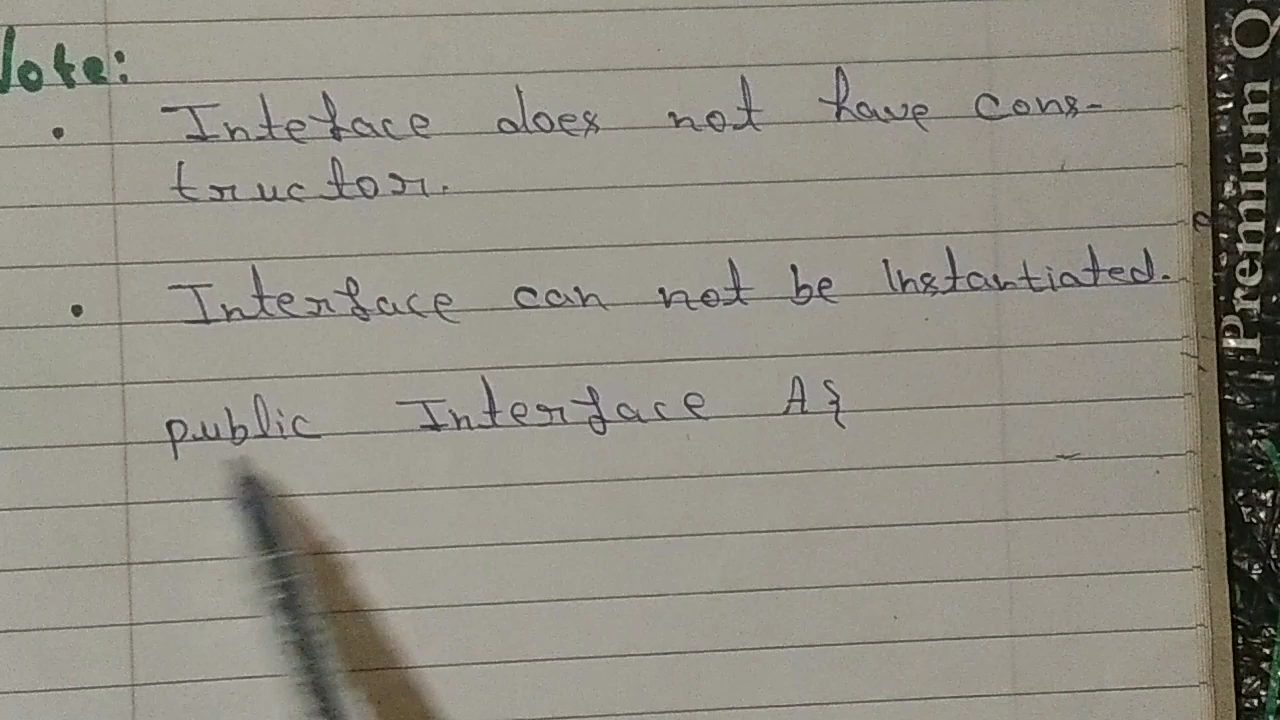 Note:
• Inteface does not have cons-
tructor.
• Interface can not be Instantiated.
public Interface A{
Premium Q